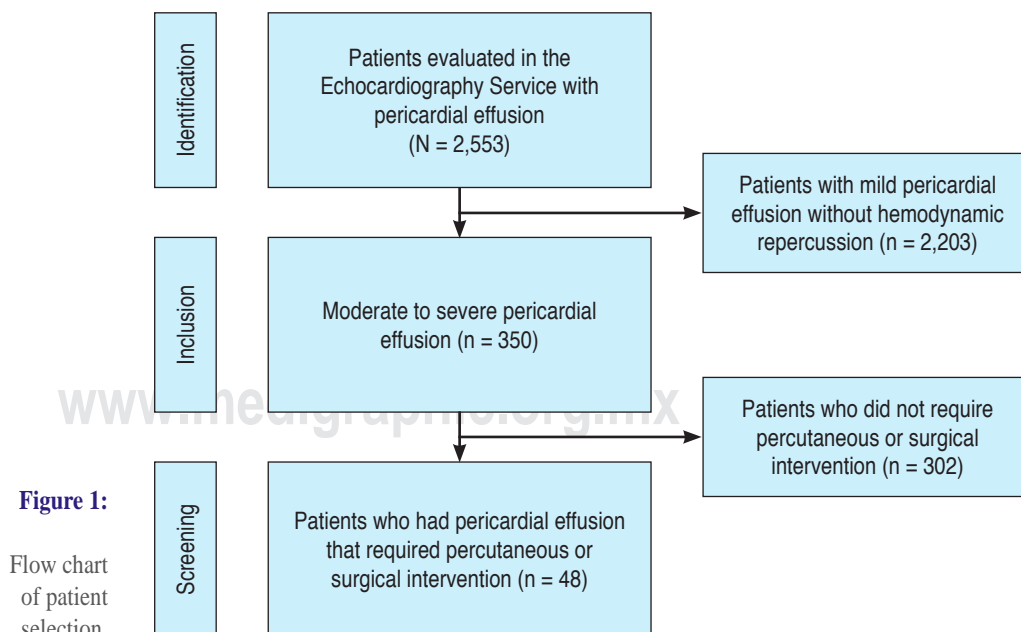 Identification
Patients evaluated in the
Echocardiography Service with
pericardial effusion
(N = 2,553)
Patients with mild pericardial
effusion without hemodynamic
repercussion (n = 2,203)
Inclusion
Moderate to severe pericardial
effusion (n = 350)
www.medigraphic.org.mx
Patients who did not require
percutaneous or surgical
intervention (n = 302)
Screening
Patients who had pericardial effusion
that required percutaneous or
surgical intervention (n = 48)
Figure 1:
Flow chart
of patient
selection.